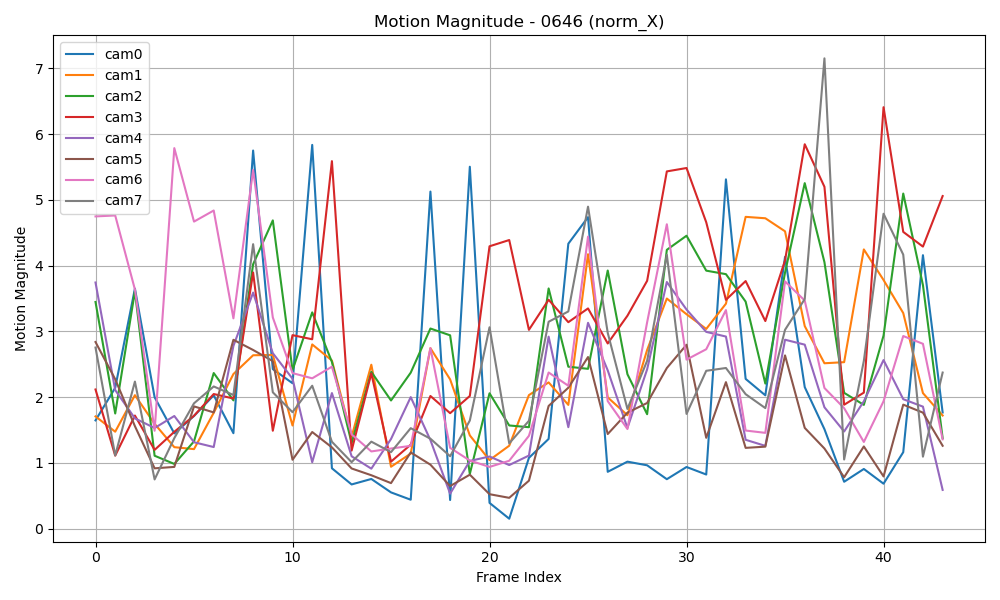 Motion Magnitude - 0646 (norm_X)
cam0
cam1
cam2
cam3
cam4
cam5
cam6
cam7
Motion Magnitude
7
6
5
4
3
2
1
0
0 10 20 30 40
Frame Index